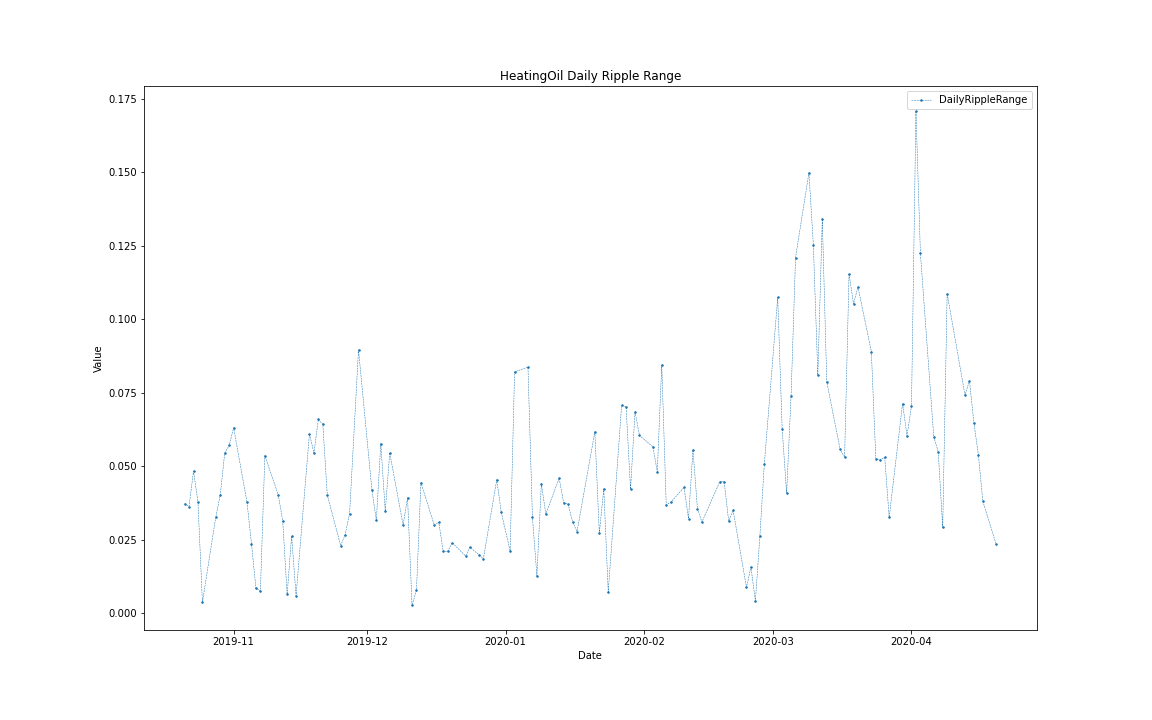 HeatingOil Daily Ripple Range
DailyRippleRange
0.175
0.150
0.125
0.100
0.075
0.050
0.025
0.000
Value
2019-11 2019-12 2020-01 2020-02 2020-03 2020-04
Date